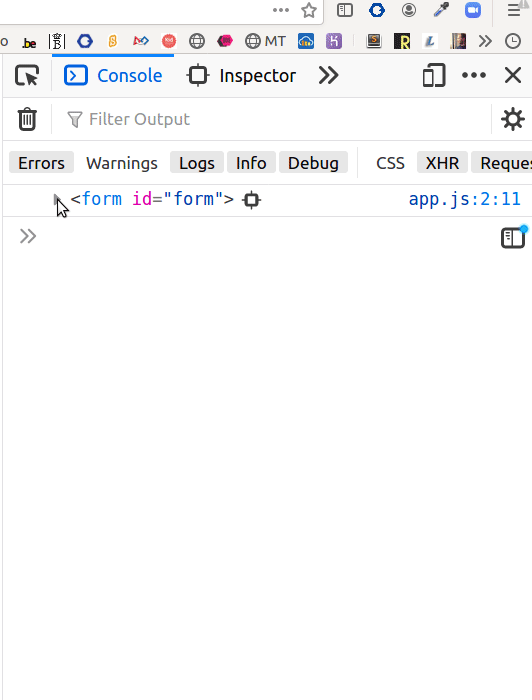 o .be MT
Console Inspector
Filter Output
Errors Warnings Logs Info Debug CSS XHR Reques
<form id="form"> app.js:2:11